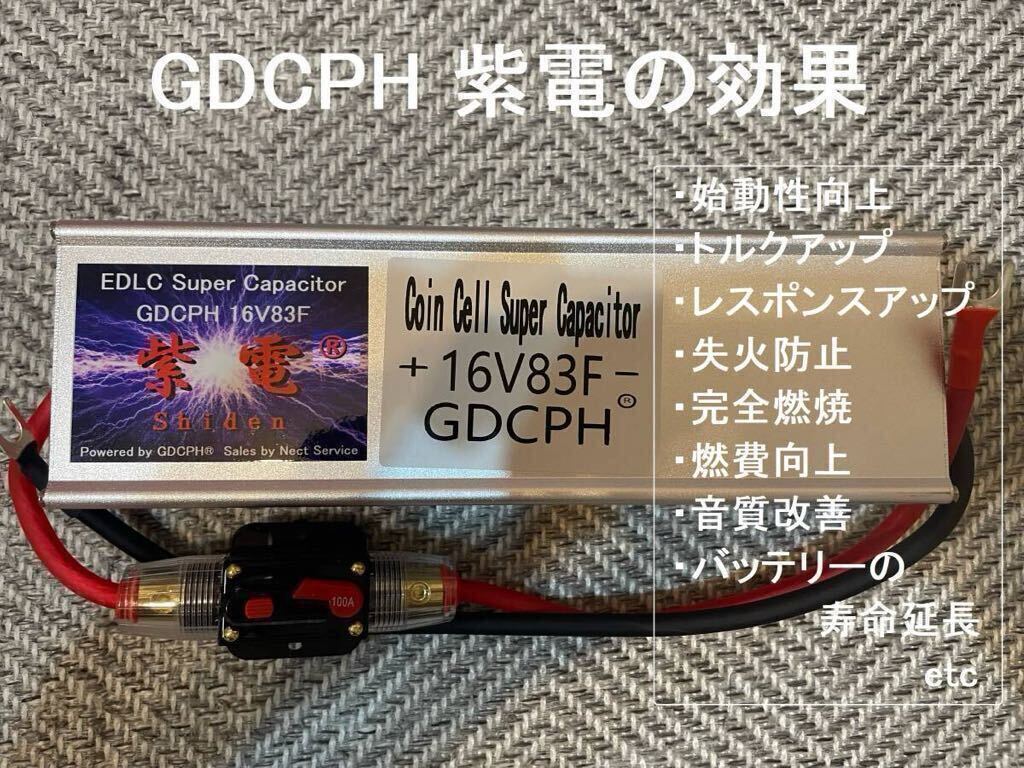 GDCPH 紫電の効果
・始動性向上
・トルクアップ
・レスポンスアップ
・失火防止
・完全燃焼
・燃費向上
・音質改善
・バッテリーの
寿命延長
etc
EDLC Super Capacitor
GDCPH 16V83F
紫電®
Shiden
Powered by GDCPH® Sales by Nect Service
Coin Cell Super Capacitor
+16V83F-
GDCPH®
100A